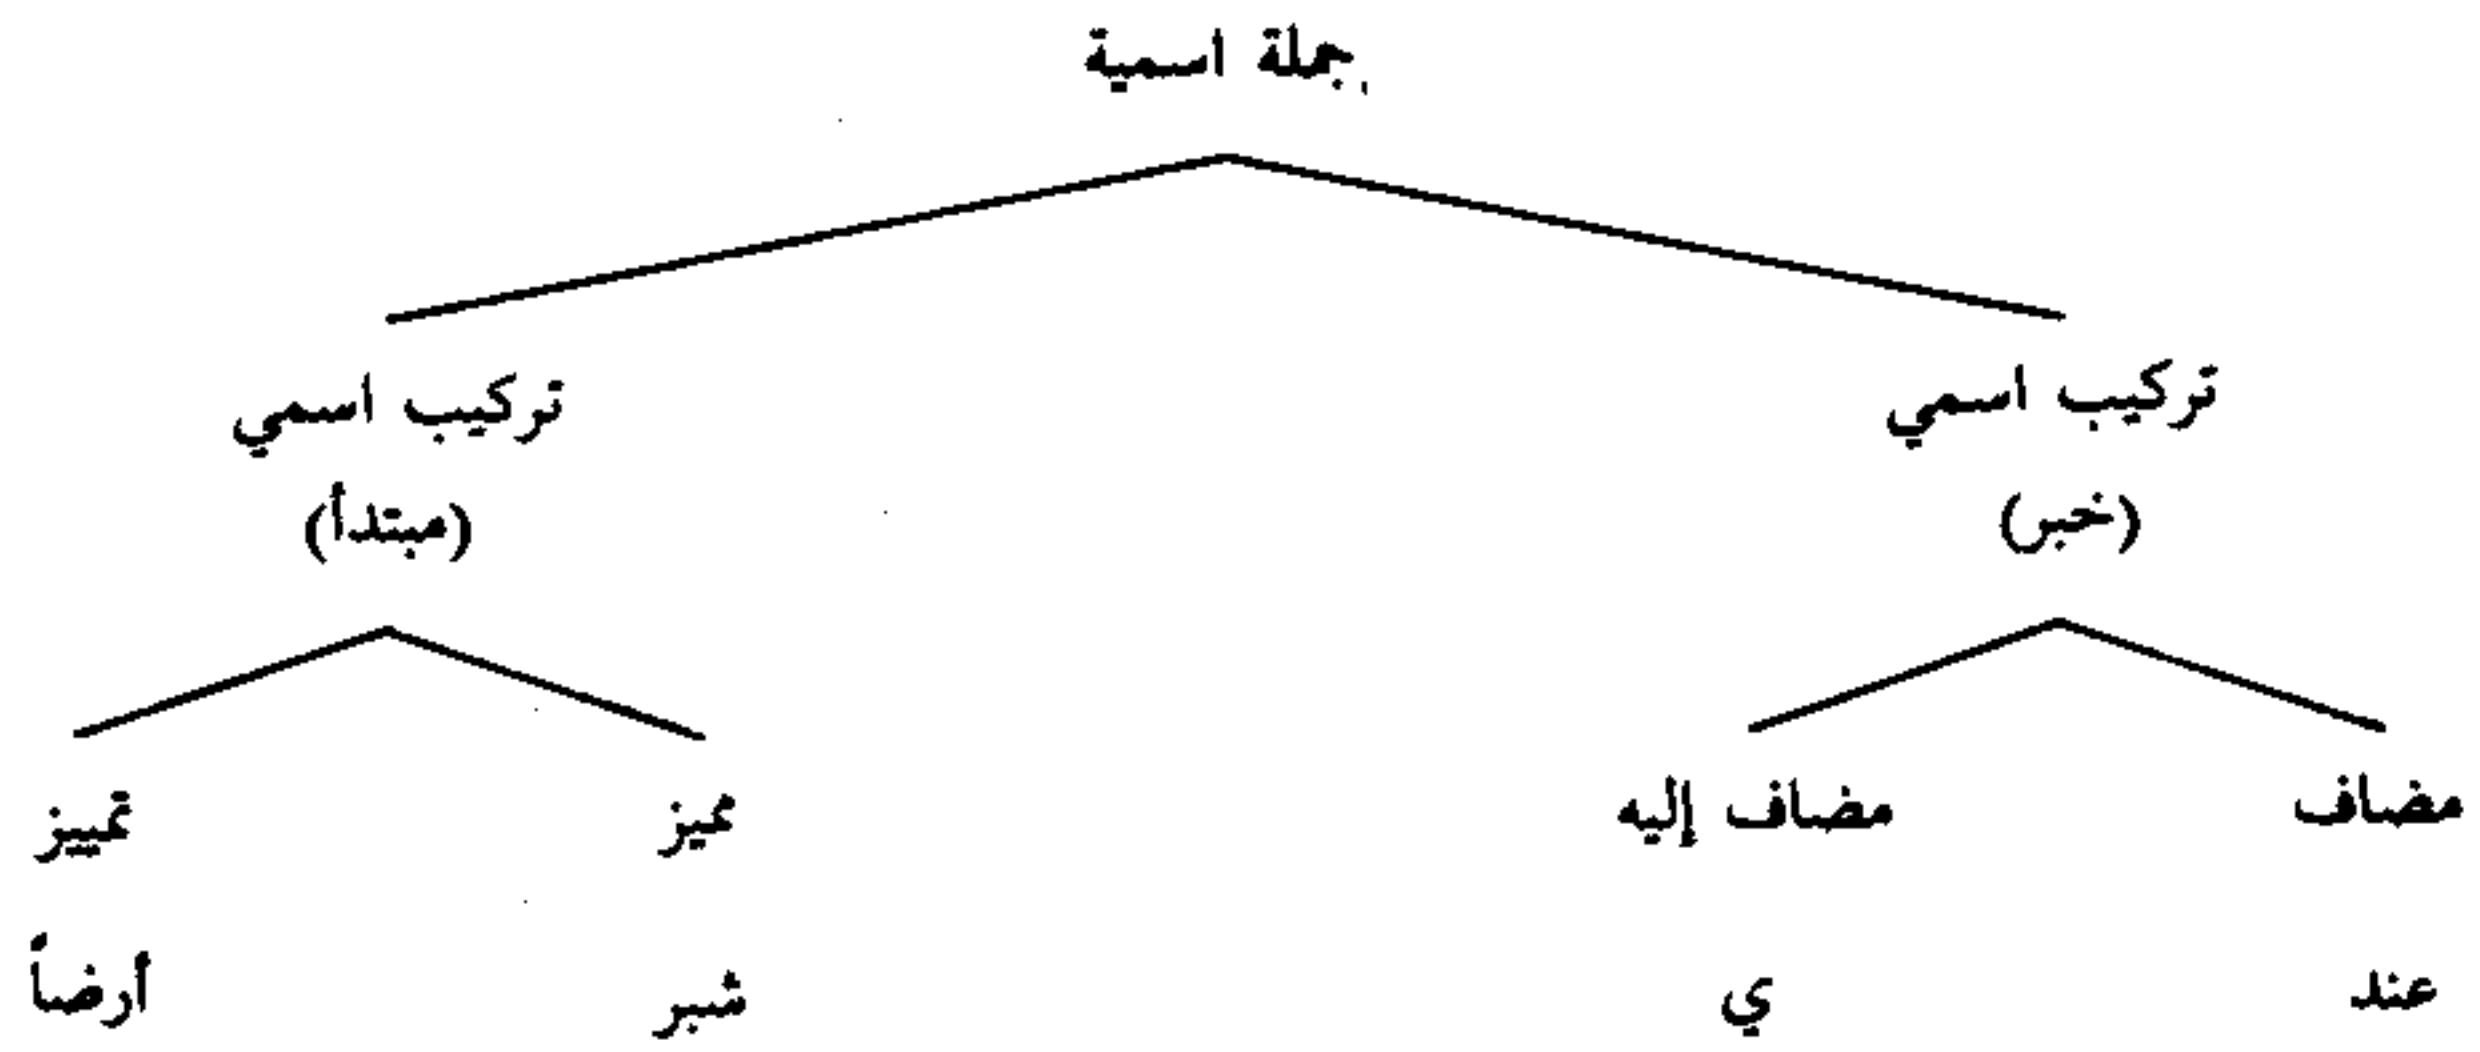 جملة اسمية
تركيب اسمي تركيب اسمي
(خبر) (مبتدأ)
مضاف مضاف إليه مميز تمييز
عند ي شبر أرضاً